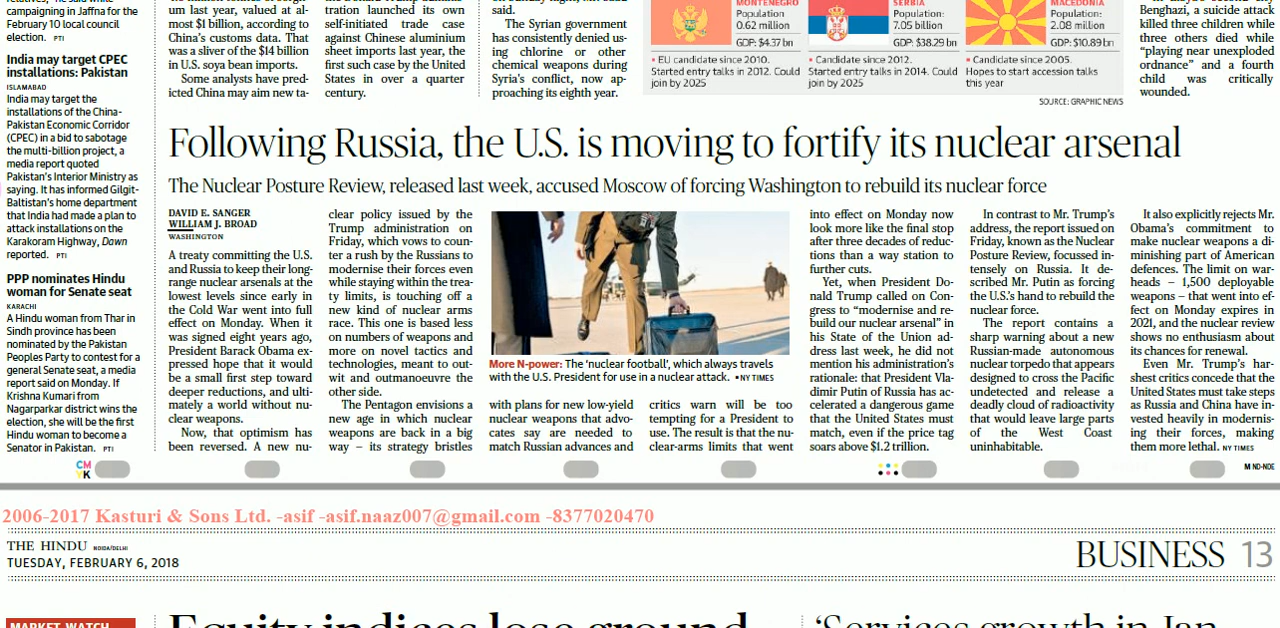 campaigning in Jaffna for the
February 10 local council
election. PTI
India may target CPEC
installations: Pakistan
ISLAMABAD
India may target the
installations of the China-
Pakistan Economic Corridor
(CPEC) in a bid to sabotage
the multi-billion project, a
media report quoted
Pakistan's Interior Ministry as
saying. It has informed Gilgit-
Baltistan's home department
that India had made a plan to
attack installations on the
Karakoram Highway, Dawn
reported. PTI
PPP nominates Hindu
woman for Senate seat
KARACHI
A Hindu woman from Thar in
Sindh province has been
nominated by the Pakistan
Peoples Party to contest for a
general Senate seat, a media
report said on Monday. If
Krishna Kumari from
Nagarparkar district wins the
election, she will be the first
Hindu woman to become a
Senator in Pakistan. PTI
um last year, valued at al-
most $1 billion, according to
China's customs data. That
was a sliver of the $14 billion
in U.S. soya bean imports.
Some analysts have pred-
icted China may aim new ta-
tration launched its own
self-initiated trade case
against Chinese aluminium
sheet imports last year, the
first such case by the United
States in over a quarter
century.
said.
The Syrian government
has consistently denied us-
ing chlorine or other
chemical weapons during
Syria's conflict, now ap-
proaching its eighth year.
MONTENEGRO
Population
0.62 million
GDP: $4.37 bn
• EU candidate since 2010.
Started entry talks in 2012. Could
join by 2025
SERBIA
Population:
7.05 billion
GDP: $38.29 bn
• Candidate since 2012.
Started entry talks in 2014. Could
join by 2025
MACEDONIA
Population:
2.08 million
GDP: $10.89 bn
• Candidate since 2005.
Hopes to start accession talks
this year
SOURCE: GRAPHIC NEWS
Benghazi, a suicide attack
killed three children while
three others died while
"playing near unexploded
ordnance" and a fourth
child was critically
wounded.
Following Russia, the U.S. is moving to fortify its nuclear arsenal
The Nuclear Posture Review, released last week, accused Moscow of forcing Washington to rebuild its nuclear force
DAVID E. SANGER
WILLIAM J. BROAD
WASHINGTON
A treaty committing the U.S.
and Russia to keep their long-
range nuclear arsenals at the
lowest levels since early in
the Cold War went into full
effect on Monday. When it
was signed eight years ago,
President Barack Obama ex-
pressed hope that it would
be a small first step toward
deeper reductions, and ulti-
mately a world without nu-
clear weapons.
Now, that optimism has
been reversed. A new nu-
clear policy issued by the
Trump administration on
Friday, which vows to coun-
ter a rush by the Russians to
modernise their forces even
while staying within the trea-
ty limits, is touching off a
new kind of nuclear arms
race. This one is based less
on numbers of weapons and
more on novel tactics and
technologies, meant to out-
wit and outmanoeuvre the
other side.
The Pentagon envisions a
new age in which nuclear
weapons are back in a big
way – its strategy bristles
More N-power: The 'nuclear football', which always travels
with the U.S. President for use in a nuclear attack. • NY TIMES
with plans for new low-yield
nuclear weapons that advo-
cates say are needed to
match Russian advances and
critics warn will be too
tempting for a President to
use. The result is that the nu-
clear-arms limits that went
into effect on Monday now
look more like the final stop
after three decades of reduc-
tions than a way station to
further cuts.
Yet, when President Do-
nald Trump called on Con-
gress to "modernise and re-
build our nuclear arsenal" in
his State of the Union ad-
dress last week, he did not
mention his administration's
rationale: that President Vla-
dimir Putin of Russia has ac-
celerated a dangerous game
that the United States must
match, even if the price tag
soars above $1.2 trillion.
In contrast to Mr. Trump's
address, the report issued on
Friday, known as the Nuclear
Posture Review, focussed in-
tensely on Russia. It de-
scribed Mr. Putin as forcing
the U.S.'s hand to rebuild the
nuclear force.
The report contains a
sharp warning about a new
Russian-made autonomous
nuclear torpedo that appears
designed to cross the Pacific
undetected and release a
deadly cloud of radioactivity
that would leave large parts
of the West Coast
uninhabitable.
It also explicitly rejects Mr.
Obama's commitment to
make nuclear weapons a di-
minishing part of American
defences. The limit on war-
heads – 1,500 deployable
weapons – that went into ef-
fect on Monday expires in
2021, and the nuclear review
shows no enthusiasm about
its chances for renewal.
Even Mr. Trump's har-
shest critics concede that the
United States must take steps
as Russia and China have in-
vested heavily in modernis-
ing their forces, making
them more lethal. NY TIMES
CM
YK
M ND-NDE
2006-2017 Kasturi & Sons Ltd. -asif -asif.naaz007@gmail.com -8377020470
THE HINDU NOIDA/DELHI
TUESDAY, FEBRUARY 6, 2018
BUSINESS 13
MARKET WATCH
Equity indices lose ground
'Services growth in Jan